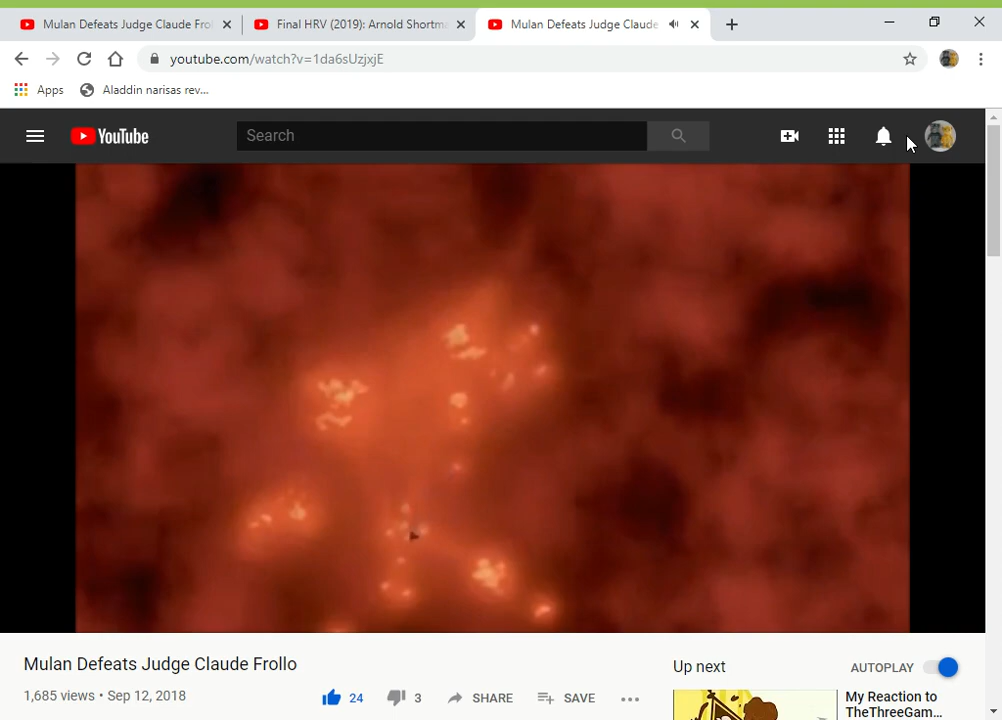 Mulan Defeats Judge Claude Frol
Final HRV (2019): Arnold Shortm
Mulan Defeats Judge Claude
youtube.com/watch?v=1da6sUzjxjE
Apps
Aladdin narisas rev...
YouTube
Search
Mulan Defeats Judge Claude Frollo
1,685 views • Sep 12, 2018
24
3
SHARE
SAVE
Up next
AUTOPLAY
My Reaction to
TheThreeGam...